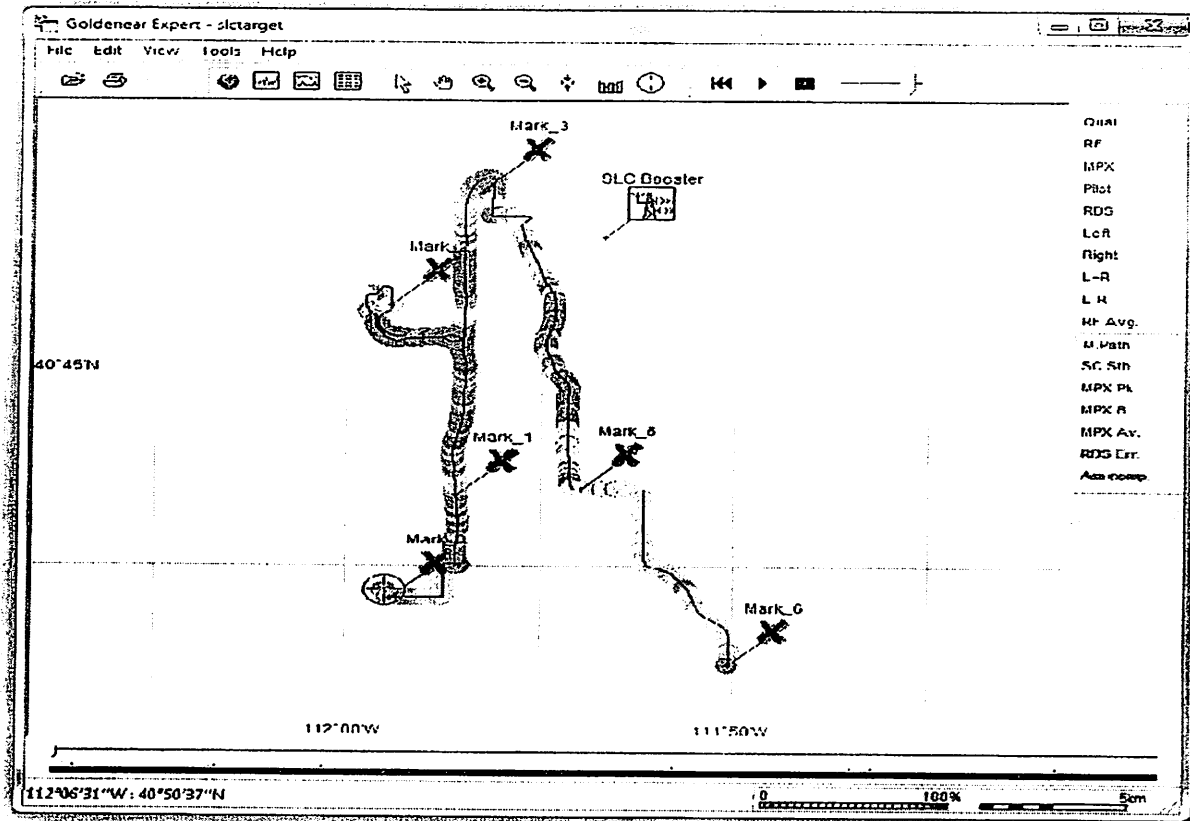 Goldenear Expert - slctarget
File Edit View Tools Help
Mark_3
SLC Booster
Mark_
40°45'N
Mark_1
Mark_5
Mark_
Mark_6
112°00'W
111°50'W
Qual
RF
MPX
Pilot
RDS
Left
Right
L-R
L R
RF Avg.
M.Path
SC Sth
MPX Pk
MPX Av.
RDS Err.
112°06'31"W : 40°50'37"N
0 100% 5km